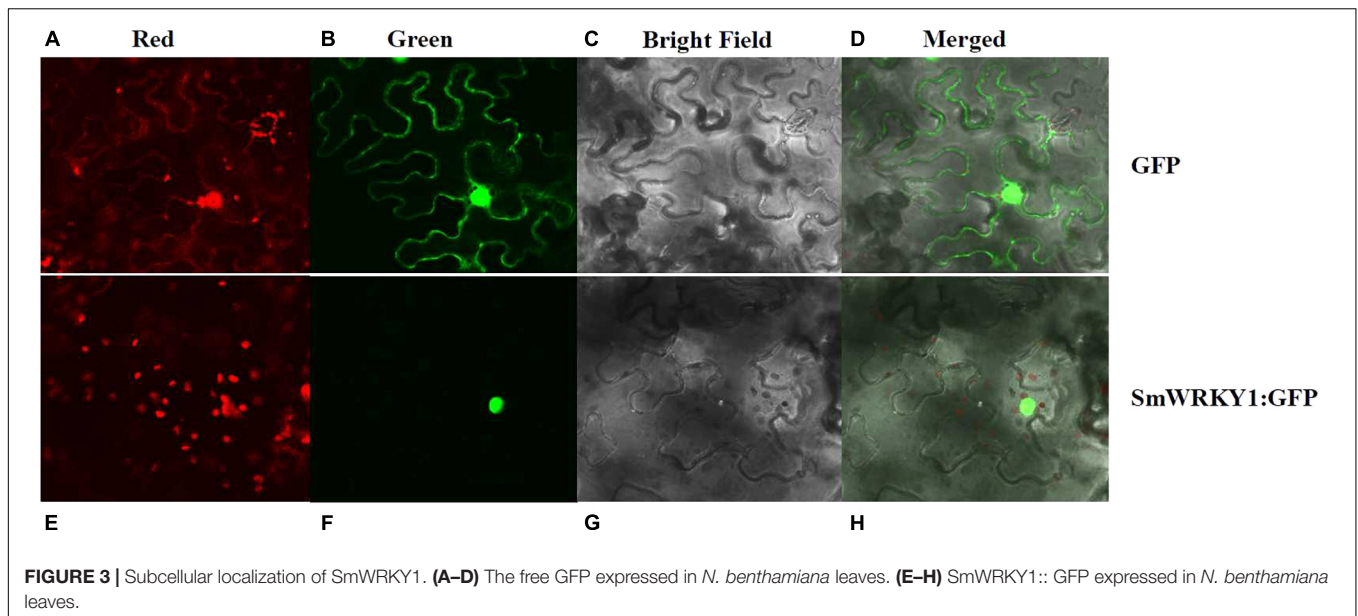 A Red B Green C Bright Field D Merged
GFP
SmWRKY1:GFP
E F G H
FIGURE 3 | Subcellular localization of SmWRKY1. (A–D) The free GFP expressed in N. benthamiana leaves. (E–H) SmWRKY1:: GFP expressed in N. benthamiana
leaves.